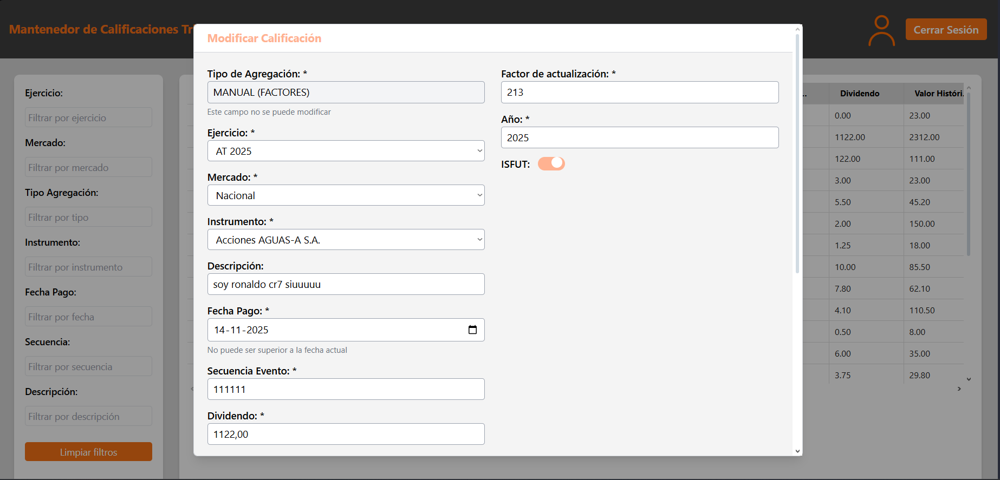 Mantenedor de Calificaciones Tri
Cerrar Sesión
Ejercicio:
Filtrar por ejercicio
Mercado:
Filtrar por mercado
Tipo Agregación:
Filtrar por tipo
Instrumento:
Filtrar por instrumento
Fecha Pago:
Filtrar por fecha
Secuencia:
Filtrar por secuencia
Descripción:
Filtrar por descripción
Limpiar filtros
Modificar Calificación
Tipo de Agregación: *
MANUAL (FACTORES)
Este campo no se puede modificar
Ejercicio: *
AT 2025
Mercado: *
Nacional
Instrumento: *
Acciones AGUAS-A S.A.
Descripción:
soy ronaldo cr7 siuuuuu
Fecha Pago: *
14-11-2025
No puede ser superior a la fecha actual
Secuencia Evento: *
111111
Dividendo: *
1122,00
Factor de actualización: *
213
Año: *
2025
ISFUT:
.. Dividendo Valor Históri.
0.00 23.00
1122.00 2312.00
122.00 111.00
3.00 23.00
5.50 45.20
2.00 150.00
1.25 18.00
10.00 85.50
7.80 62.10
4.10 110.50
0.50 8.00
6.00 35.00
3.75 29.80